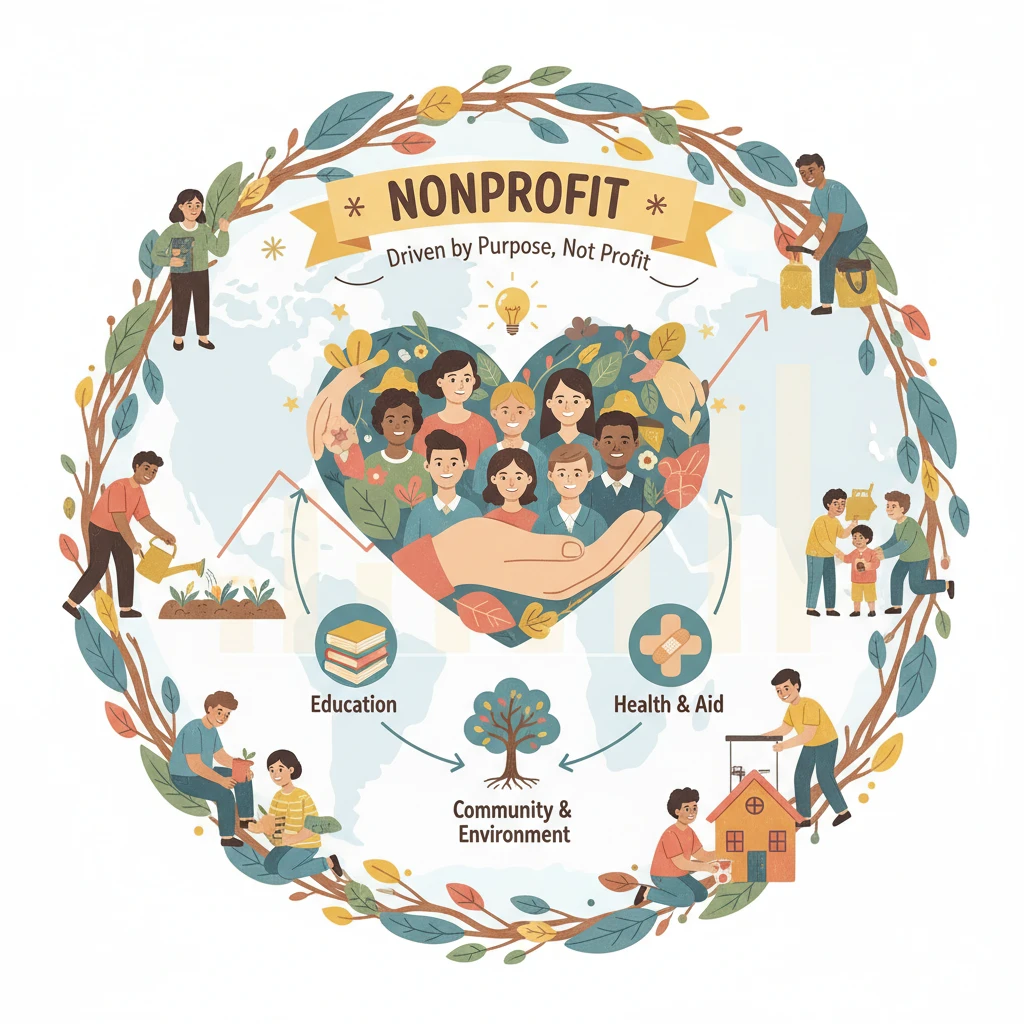 NONPROFIT
Driven by Purpose, Not Profit
Education
Health & Aid
Community &
Environment